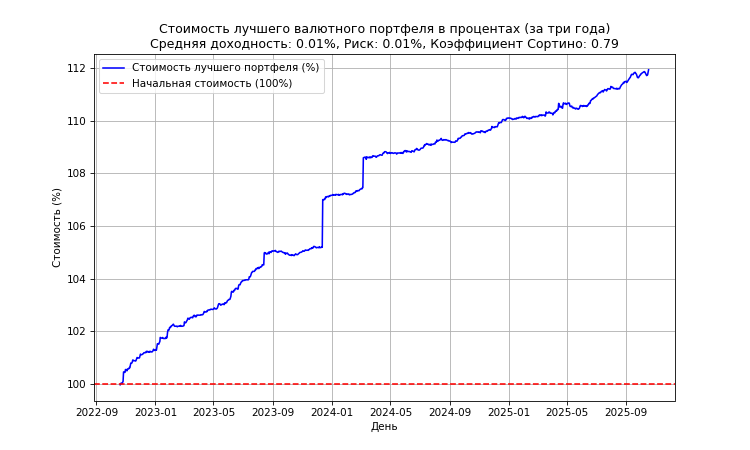 Стоимость лучшего валютного портфеля в процентах (за три года)
Средняя доходность: 0.01%, Риск: 0.01%, Коэффициент Сортино: 0.79
Стоимость лучшего портфеля (%)
Начальная стоимость (100%)
Стоимость (%)
112
110
108
106
104
102
100
2022-09 2023-01 2023-05 2023-09 2024-01 2024-05 2024-09 2025-01 2025-05 2025-09
День